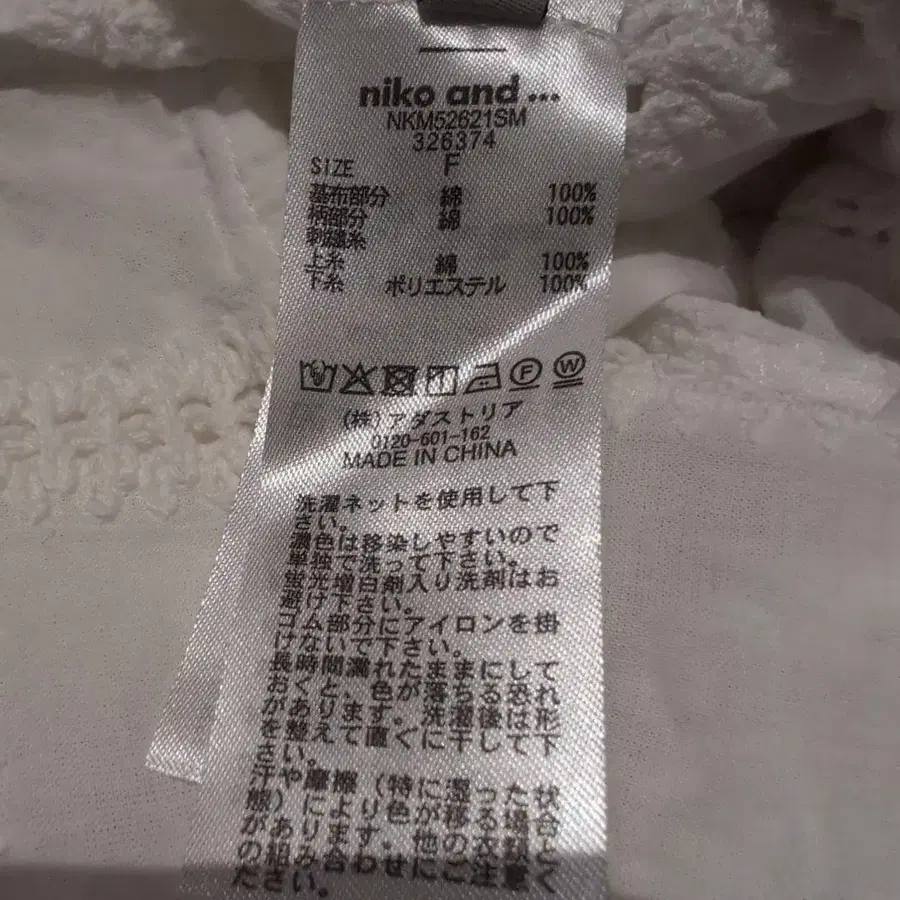 niko and ...
NKM52621SM
326374
SIZE F
基布部分 綿 100%
柄部分 綿 100%
刺繍糸
上糸 綿 100%
下糸 ポリエステル 100%
F W
(株)アダストリア
0120-601-162
MADE IN CHINA
洗濯ネットを使用して下
さい。
濃色は移染しやすいので
単独で洗って下さい。
蛍光増白剤入り洗剤はお
避け下さい。
ゴム部分にアイロンを掛
けないで下さい。
長時間濡れたままにして
おくと、色が落ちる恐れ
があります。洗濯後は形
を整えて直ぐに干して下
さい。
汗や摩擦(特に湿った状
態)により色が移る場合
があります。他の衣類と
の組みわせにご注意く
ださい。